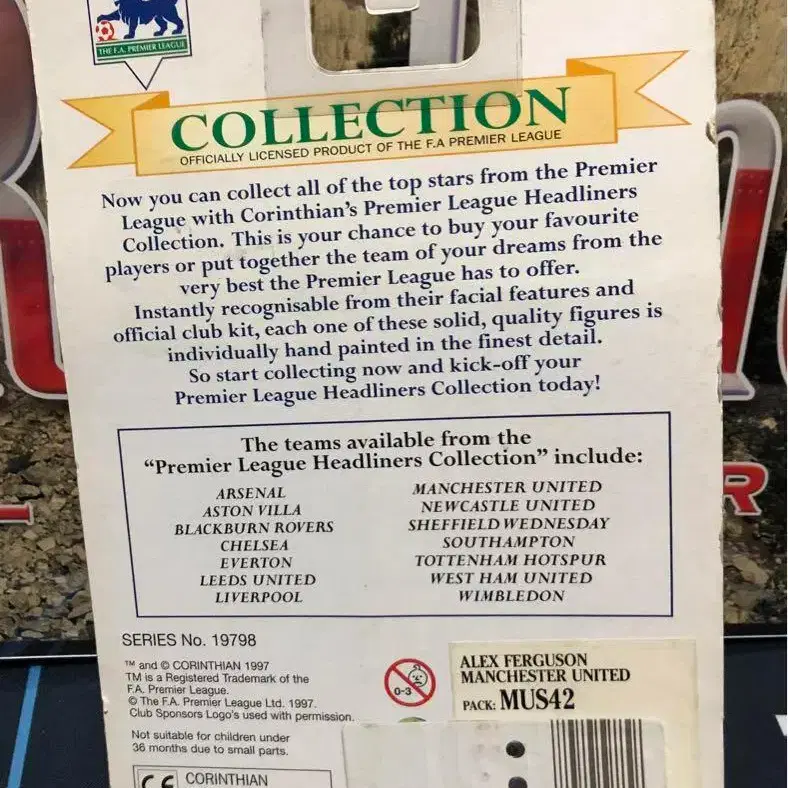 THE F.A. PREMIER LEAGUE
COLLECTION
OFFICIALLY LICENSED PRODUCT OF THE F.A PREMIER LEAGUE
Now you can collect all of the top stars from the Premier
League with Corinthian's Premier League Headliners
Collection. This is your chance to buy your favourite
players or put together the team of your dreams from the
very best the Premier League has to offer.
Instantly recognisable from their facial features and
official club kit, each one of these solid, quality figures is
individually hand painted in the finest detail.
So start collecting now and kick-off your
Premier League Headliners Collection today!
The teams available from the
"Premier League Headliners Collection" include:
ARSENAL
ASTON VILLA
BLACKBURN ROVERS
CHELSEA
EVERTON
LEEDS UNITED
LIVERPOOL
MANCHESTER UNITED
NEWCASTLE UNITED
SHEFFIELD WEDNESDAY
SOUTHAMPTON
TOTTENHAM HOTSPUR
WEST HAM UNITED
WIMBLEDON
SERIES No. 19798
™ and © CORINTHIAN 1997
TM is a Registered Trademark of the
F.A. Premier League.
© The F.A. Premier League Ltd. 1997.
Club Sponsors Logo's used with permission.
Not suitable for children under
36 months due to small parts.
0-3
ALEX FERGUSON
MANCHESTER UNITED
PACK: MUS42
CE CORINTHIAN
R